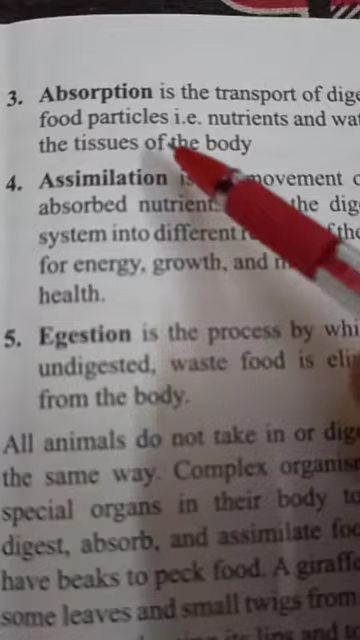 3. Absorption is the transport of dige
food particles i.e. nutrients and wat
the tissues of the body
4. Assimilation movement
absorbed nutrient the dig
system into different
for energy, growth, and
health.
5. Egestion is the process by whi
undigested, waste food is eli
from the body.
All animals do not take in or dige
the same way. Complex organis
special organs in their body to
digest, absorb, and assimilate foo
have beaks to peck food. A giraffe
some leaves and small twigs from